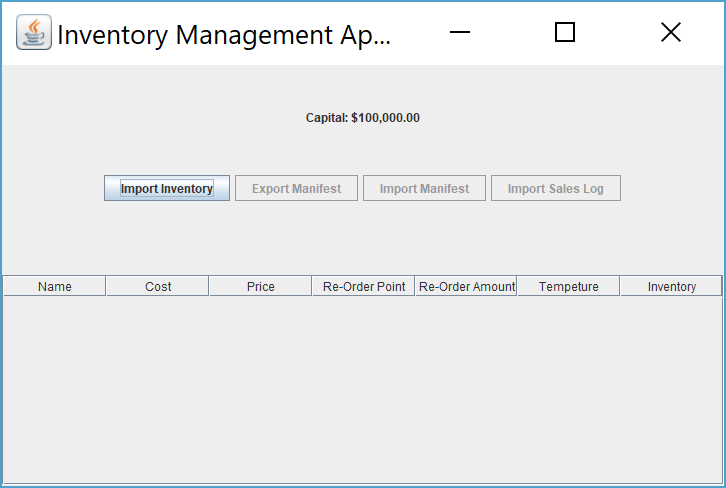 Inventory Management Ap...
Capital: $100,000.00
Import Inventory Export Manifest Import Manifest Import Sales Log
Name Cost Price Re-Order Point Re-Order Amount Tempeture Inventory